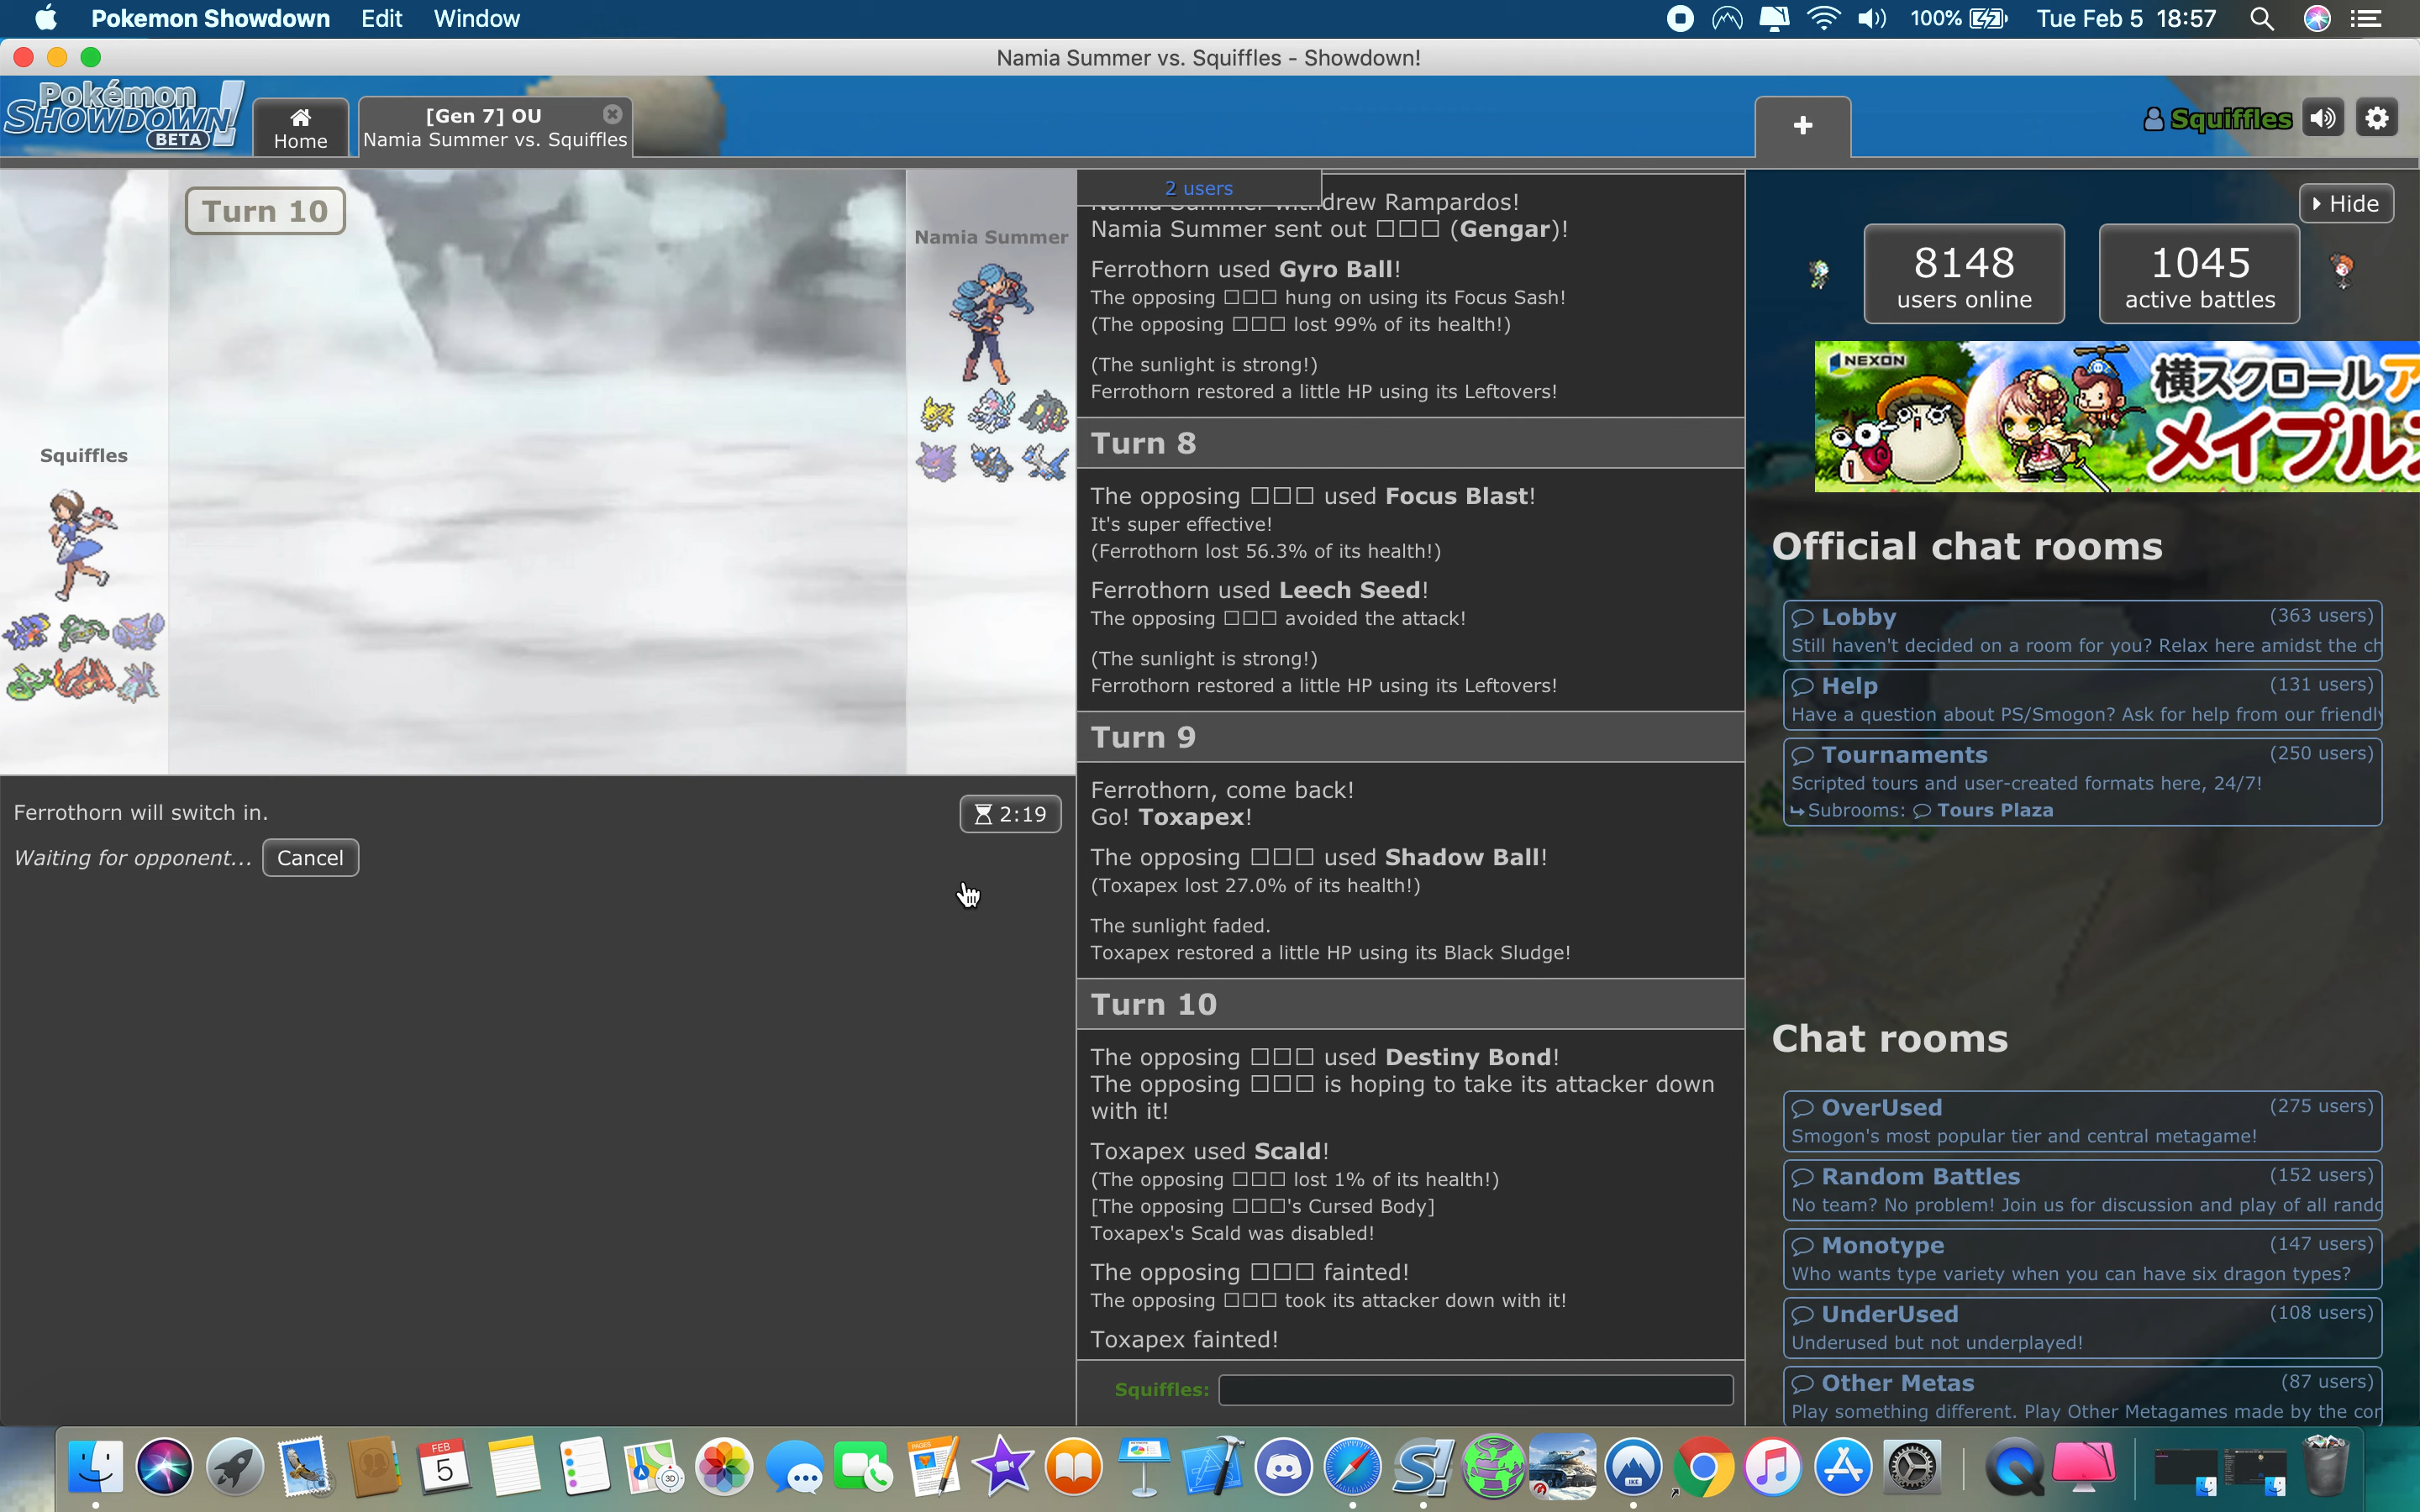 Pokemon Showdown Edit Window
100% Tue Feb 5 18:57
Namia Summer vs. Squiffles - Showdown!
Pokémon
SHOWDOWN!
BETA
Home
[Gen 7] OU
Namia Summer vs. Squiffles
+
Squiffles
Turn 10
Namia Summer
Squiffles
Ferrothorn will switch in.
2:19
Waiting for opponent...
Cancel
2 users
Namia Summer withdrew Rampardos!
Namia Summer sent out □□□ (Gengar)!
Ferrothorn used Gyro Ball!
The opposing □□□ hung on using its Focus Sash!
(The opposing □□□ lost 99% of its health!)
(The sunlight is strong!)
Ferrothorn restored a little HP using its Leftovers!
Turn 8
The opposing □□□ used Focus Blast!
It's super effective!
(Ferrothorn lost 56.3% of its health!)
Ferrothorn used Leech Seed!
The opposing □□□ avoided the attack!
(The sunlight is strong!)
Ferrothorn restored a little HP using its Leftovers!
Turn 9
Ferrothorn, come back!
Go! Toxapex!
The opposing □□□ used Shadow Ball!
(Toxapex lost 27.0% of its health!)
The sunlight faded.
Toxapex restored a little HP using its Black Sludge!
Turn 10
The opposing □□□ used Destiny Bond!
The opposing □□□ is hoping to take its attacker down
with it!
Toxapex used Scald!
(The opposing □□□ lost 1% of its health!)
[The opposing □□□'s Cursed Body]
Toxapex's Scald was disabled!
The opposing □□□ fainted!
The opposing □□□ took its attacker down with it!
Toxapex fainted!
Squiffles:
Hide
8148
users online
1045
active battles
NEXON
横スクロールア
メイプルス
Official chat rooms
Lobby (363 users)
Still haven't decided on a room for you? Relax here amidst the ch
Help (131 users)
Have a question about PS/Smogon? Ask for help from our friendly
Tournaments (250 users)
Scripted tours and user-created formats here, 24/7!
Subrooms: Tours Plaza
Chat rooms
OverUsed (275 users)
Smogon's most popular tier and central metagame!
Random Battles (152 users)
No team? No problem! Join us for discussion and play of all rando
Monotype (147 users)
Who wants type variety when you can have six dragon types?
UnderUsed (108 users)
Underused but not underplayed!
Other Metas (87 users)
Play something different. Play Other Metagames made by the cor
FEB
5
PAGES
3D
IKE